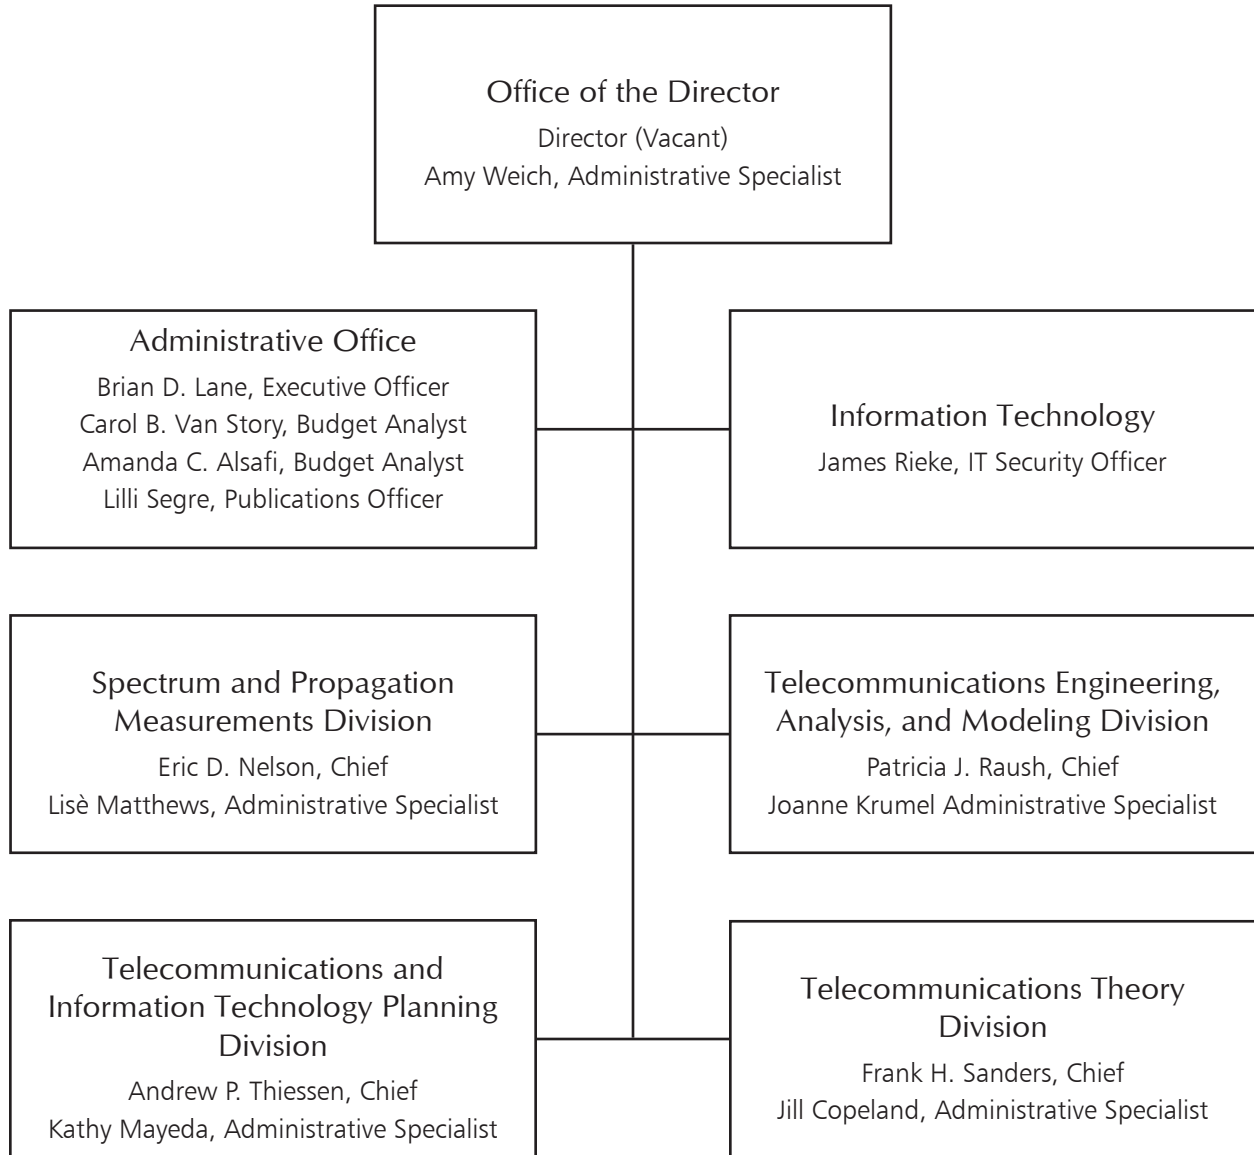 Office of the Director
Director (Vacant)
Amy Weich, Administrative Specialist
Administrative Office
Brian D. Lane, Executive Officer
Carol B. Van Story, Budget Analyst
Amanda C. Alsafi, Budget Analyst
Lilli Segre, Publications Officer
Information Technology
James Rieke, IT Security Officer
Spectrum and Propagation
Measurements Division
Eric D. Nelson, Chief
Lisè Matthews, Administrative Specialist
Telecommunications Engineering,
Analysis, and Modeling Division
Patricia J. Raush, Chief
Joanne Krumel Administrative Specialist
Telecommunications and
Information Technology Planning
Division
Andrew P. Thiessen, Chief
Kathy Mayeda, Administrative Specialist
Telecommunications Theory
Division
Frank H. Sanders, Chief
Jill Copeland, Administrative Specialist